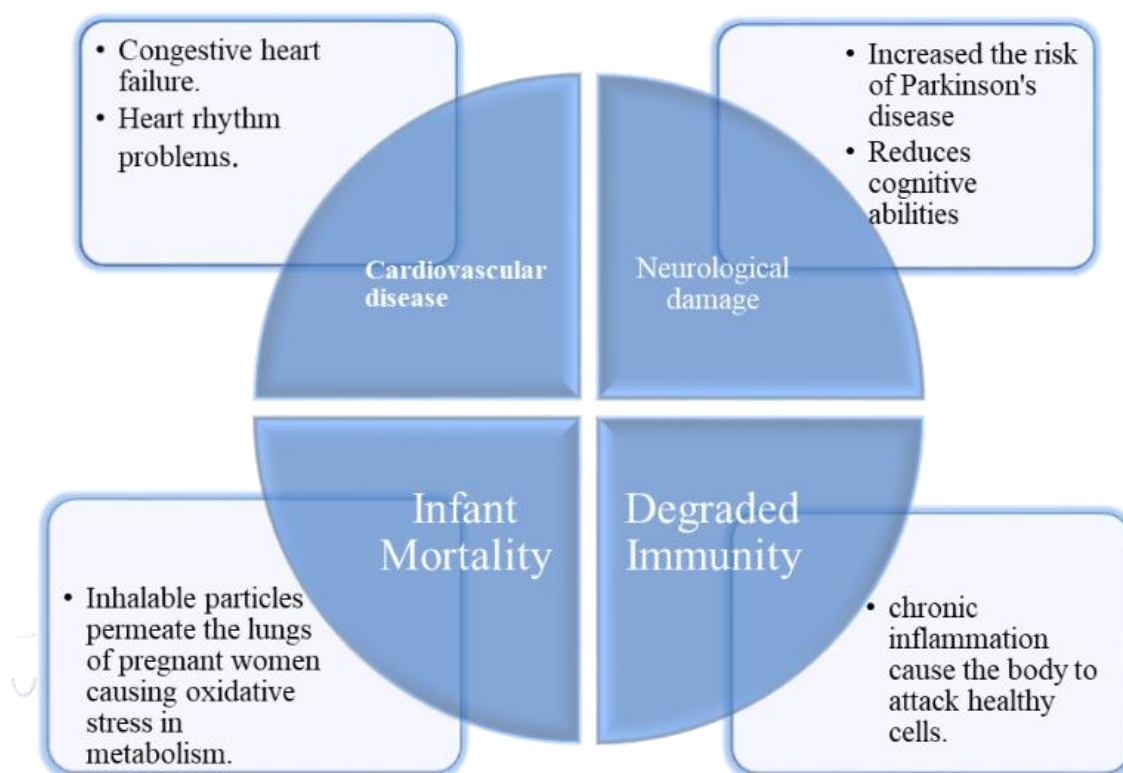 • Congestive heart
failure.
• Heart rhythm
problems.
• Increased the risk
of Parkinson's
disease
• Reduces
cognitive
abilities
Cardiovascular
disease
Neurological
damage
Infant
Mortality
Degraded
Immunity
• Inhalable particles
permeate the lungs
of pregnant women
causing oxidative
stress in
metabolism.
• chronic
inflammation
cause the body to
attack healthy
cells.